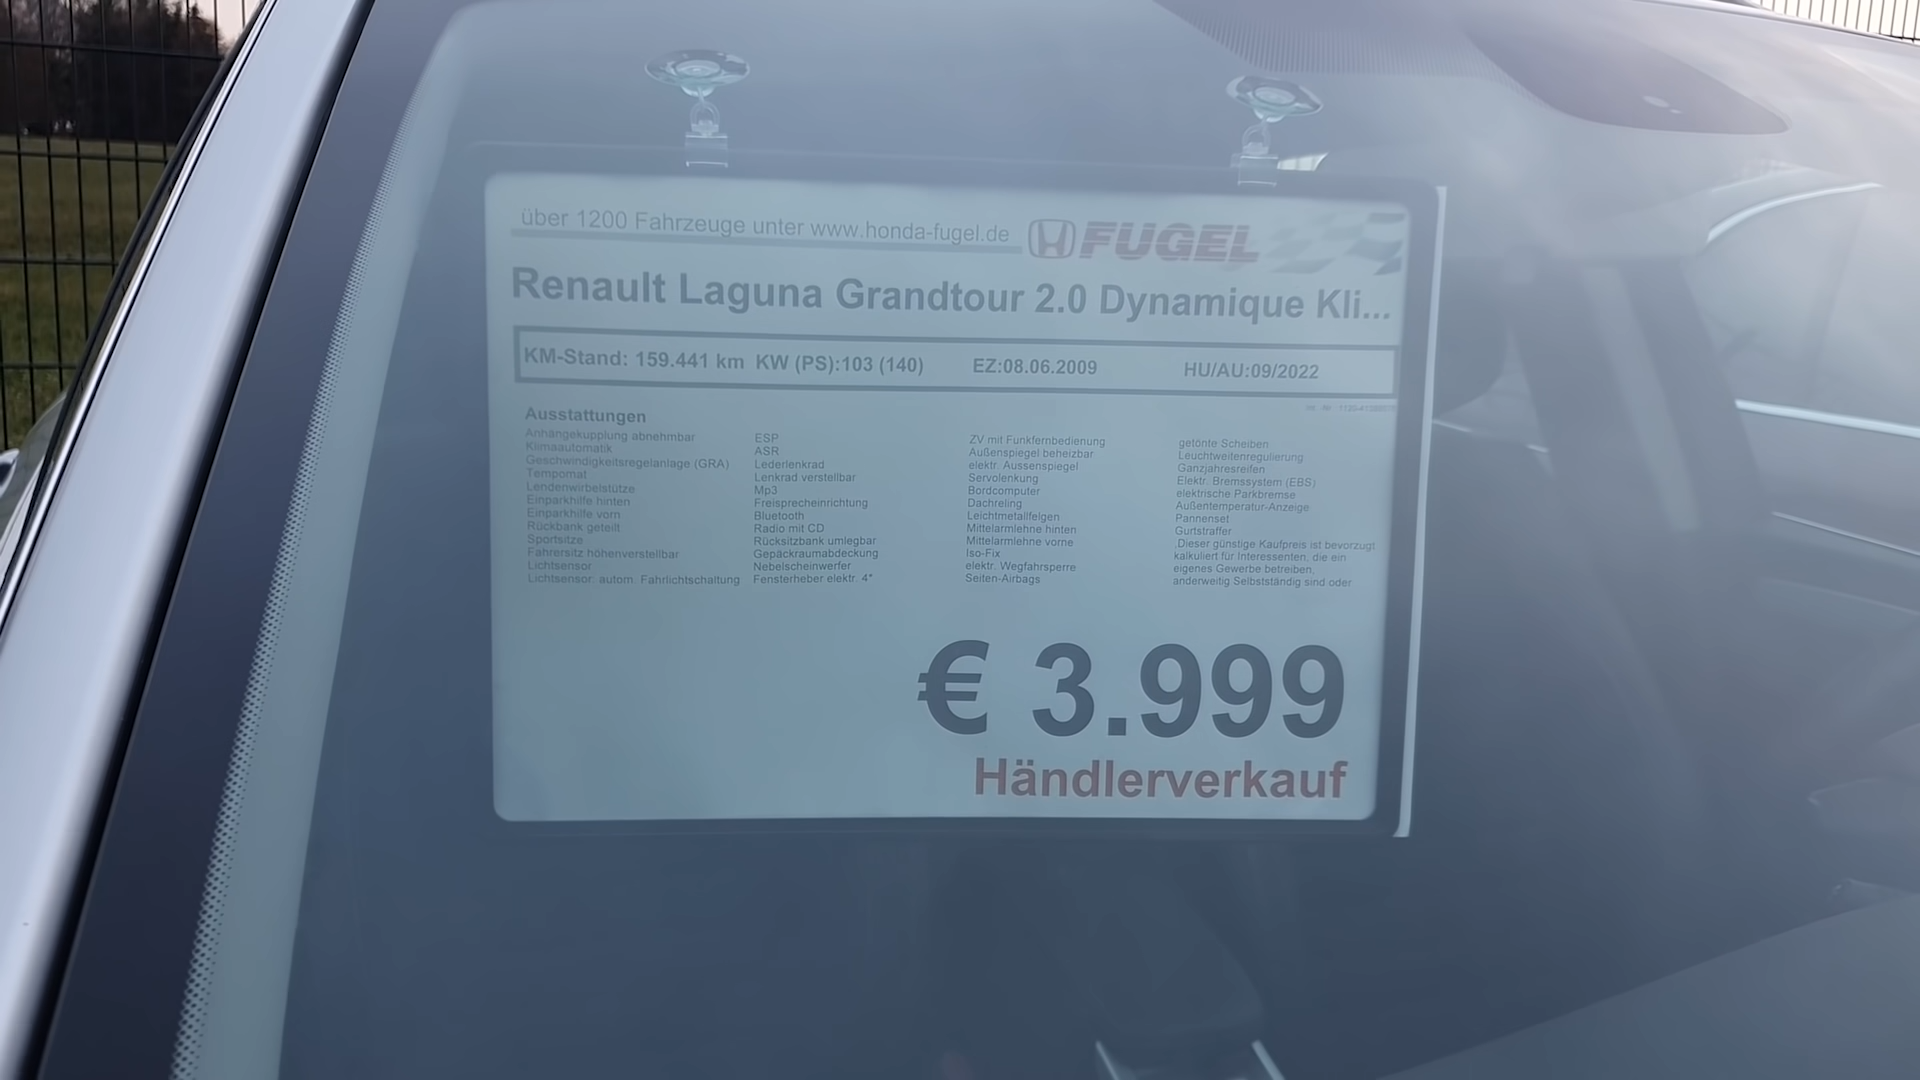 über 1200 Fahrzeuge unter www.honda-fugel.de FUGEL
Renault Laguna Grandtour 2.0 Dynamique Kli...
KM-Stand: 159.441 km KW (PS):103 (140) EZ:08.06.2009 HU/AU:09/2022
Ausstattungen
Anhängekupplung abnehmbar
Klimaautomatik
Geschwindigkeitsregelanlage (GRA)
Tempomat
Lendenwirbelstütze
Einparkhilfe hinten
Einparkhilfe vorn
Rückbank geteilt
Sportsitze
Fahrersitz höhenverstellbar
Lichtsensor
Lichtsensor: autom. Fahrlichtschaltung
ESP
ASR
Lederlenkrad
Lenkrad verstellbar
Mp3
Freisprecheinrichtung
Bluetooth
Radio mit CD
Rücksitzbank umlegbar
Gepäckraumabdeckung
Nebelscheinwerfer
Fensterheber elektr. 4*
ZV mit Funkfernbedienung
Außenspiegel beheizbar
elektr. Aussenspiegel
Servolenkung
Bordcomputer
Dachreling
Leichtmetallfelgen
Mittelarmlehne hinten
Mittelarmlehne vorne
Iso-Fix
elektr. Wegfahrsperre
Seiten-Airbags
getönte Scheiben
Leuchtweitenregulierung
Ganzjahresreifen
Elektr. Bremssystem (EBS)
elektrische Parkbremse
Außentemperatur-Anzeige
Pannenset
Gurtstraffer
„Dieser günstige Kaufpreis ist bevorzugt
kalkuliert für Interessenten, die ein
eigenes Gewerbe betreiben,
anderweitig Selbstständig sind oder
€ 3.999
Händlerverkauf